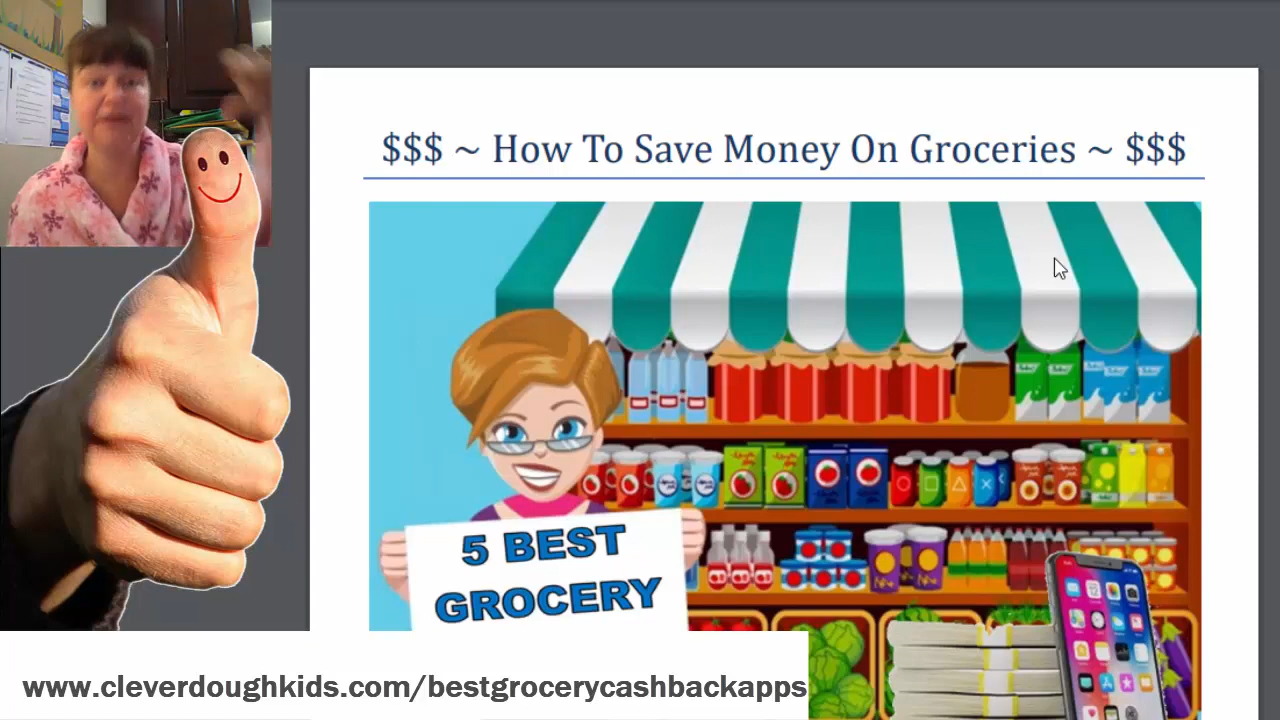 $$$ ~ How To Save Money On Groceries ~ $$$
5 BEST
GROCERY
www.cleverdoughkids.com/bestgrocerycashbackapps